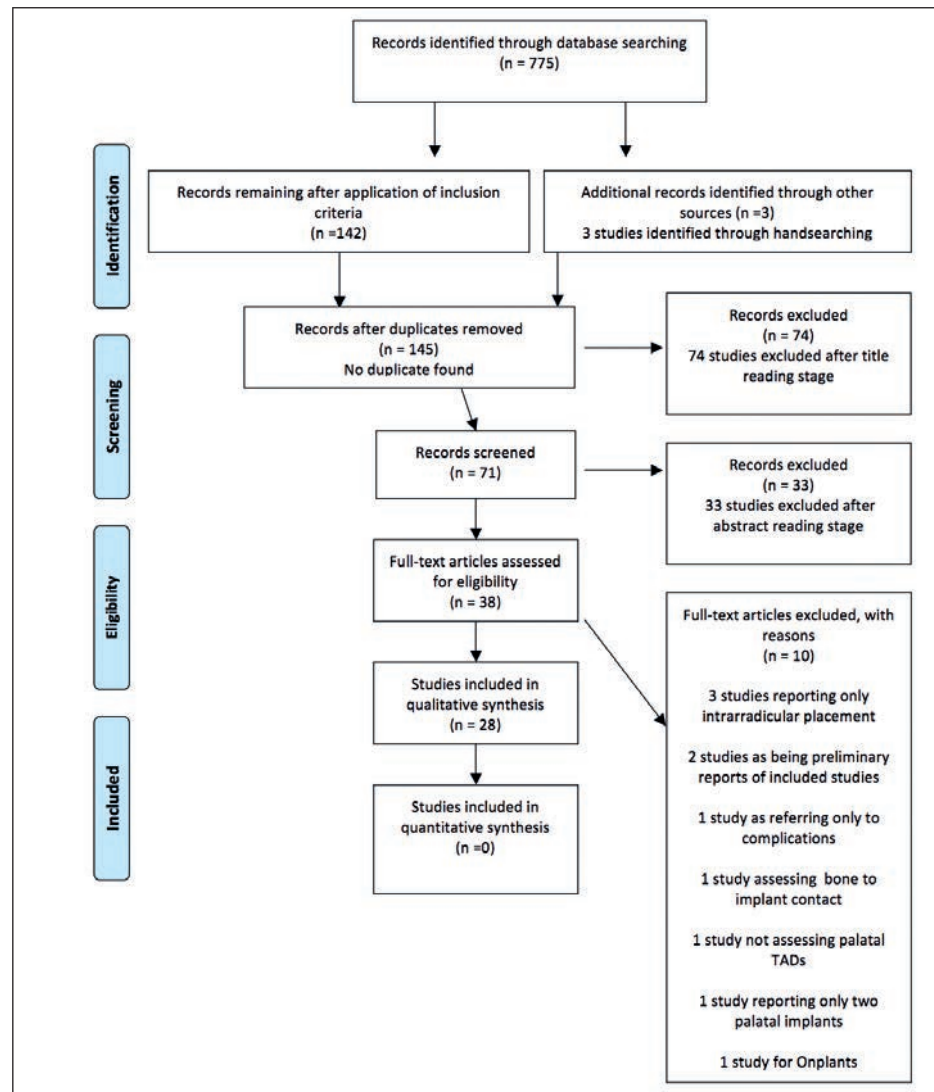 Records identified through database searching
(n = 775)
Identification
Records remaining after application of inclusion
criteria
(n =142)
Additional records identified through other
sources (n =3)
3 studies identified through handsearching
Records after duplicates removed
(n = 145)
No duplicate found
Records excluded
(n = 74)
74 studies excluded after title
reading stage
Screening
Records screened
(n = 71)
Records excluded
(n = 33)
33 studies excluded after
abstract reading stage
Eligibility
Full-text articles assessed
for eligibility
(n = 38)
Full-text articles excluded, with
reasons
(n = 10)
3 studies reporting only
intrarradicular placement
2 studies as being preliminary
reports of included studies
1 study as referring only to
complications
1 study assessing bone to
implant contact
1 study not assessing palatal
TADs
1 study reporting only two
palatal implants
1 study for Onplants
Studies included in
qualitative synthesis
(n = 28)
Included
Studies included in
quantitative synthesis
(n =0)